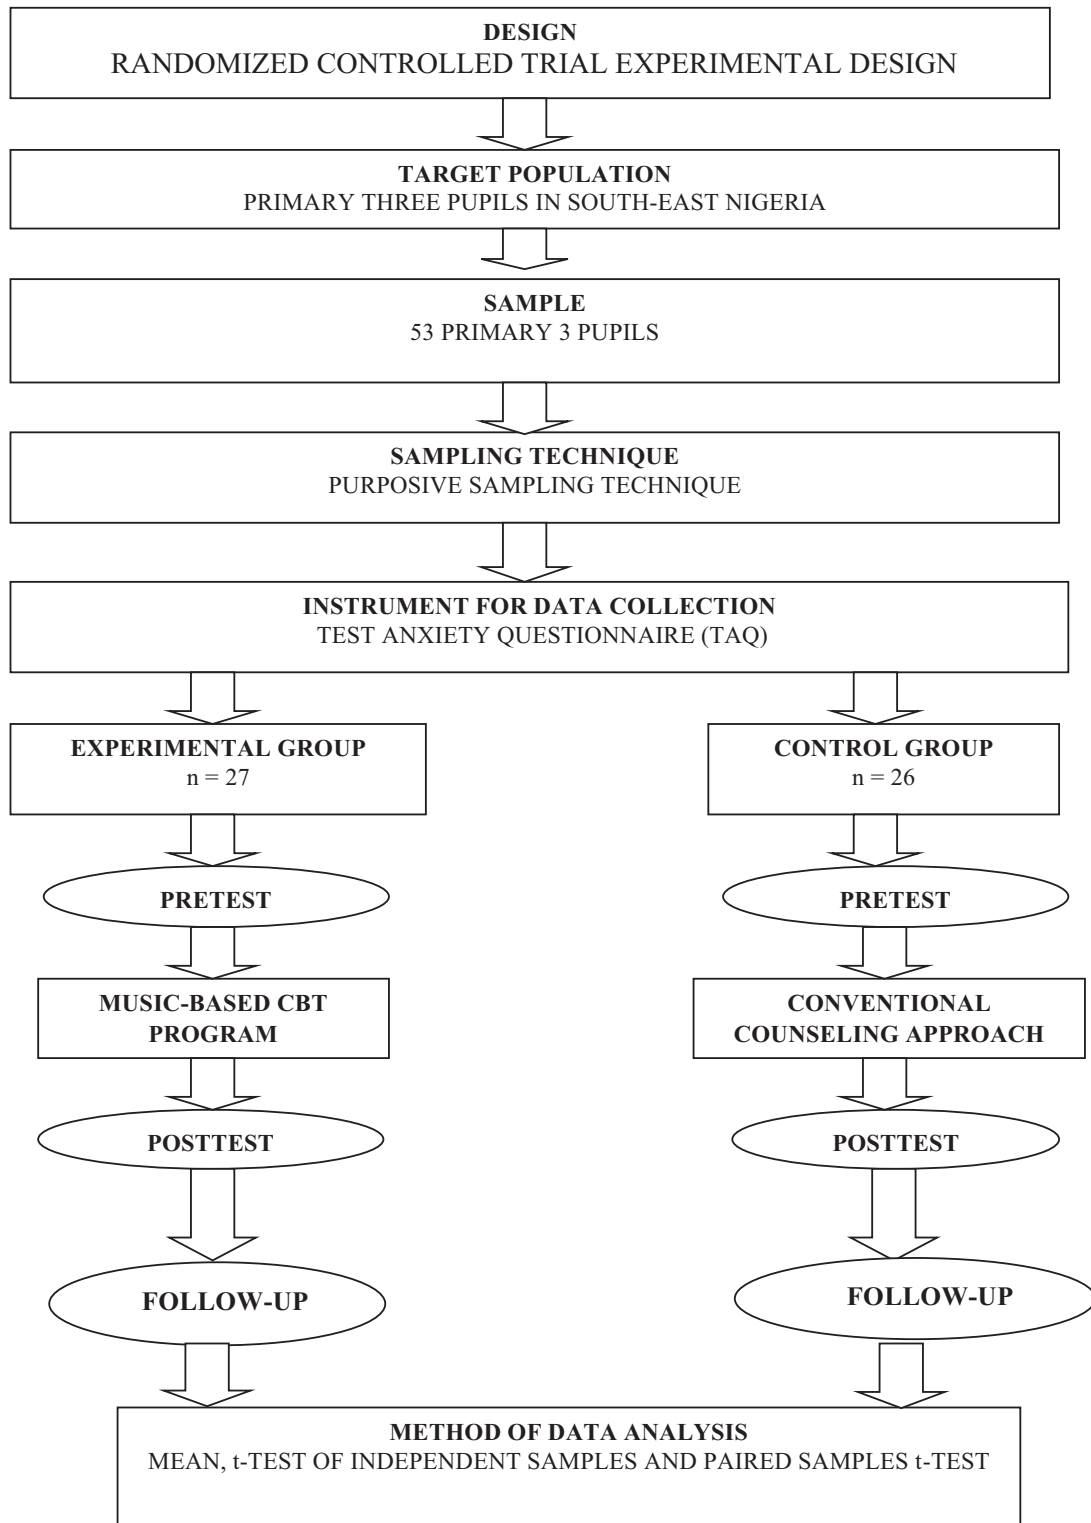 DESIGN
RANDOMIZED CONTROLLED TRIAL EXPERIMENTAL DESIGN
TARGET POPULATION
PRIMARY THREE PUPILS IN SOUTH-EAST NIGERIA
SAMPLE
53 PRIMARY 3 PUPILS
SAMPLING TECHNIQUE
PURPOSIVE SAMPLING TECHNIQUE
INSTRUMENT FOR DATA COLLECTION
TEST ANXIETY QUESTIONNAIRE (TAQ)
EXPERIMENTAL GROUP
n = 27
CONTROL GROUP
n = 26
PRETEST
PRETEST
MUSIC-BASED CBT
PROGRAM
CONVENTIONAL
COUNSELING APPROACH
POSTTEST
POSTTEST
FOLLOW-UP
FOLLOW-UP
METHOD OF DATA ANALYSIS
MEAN, t-TEST OF INDEPENDENT SAMPLES AND PAIRED SAMPLES t-TEST